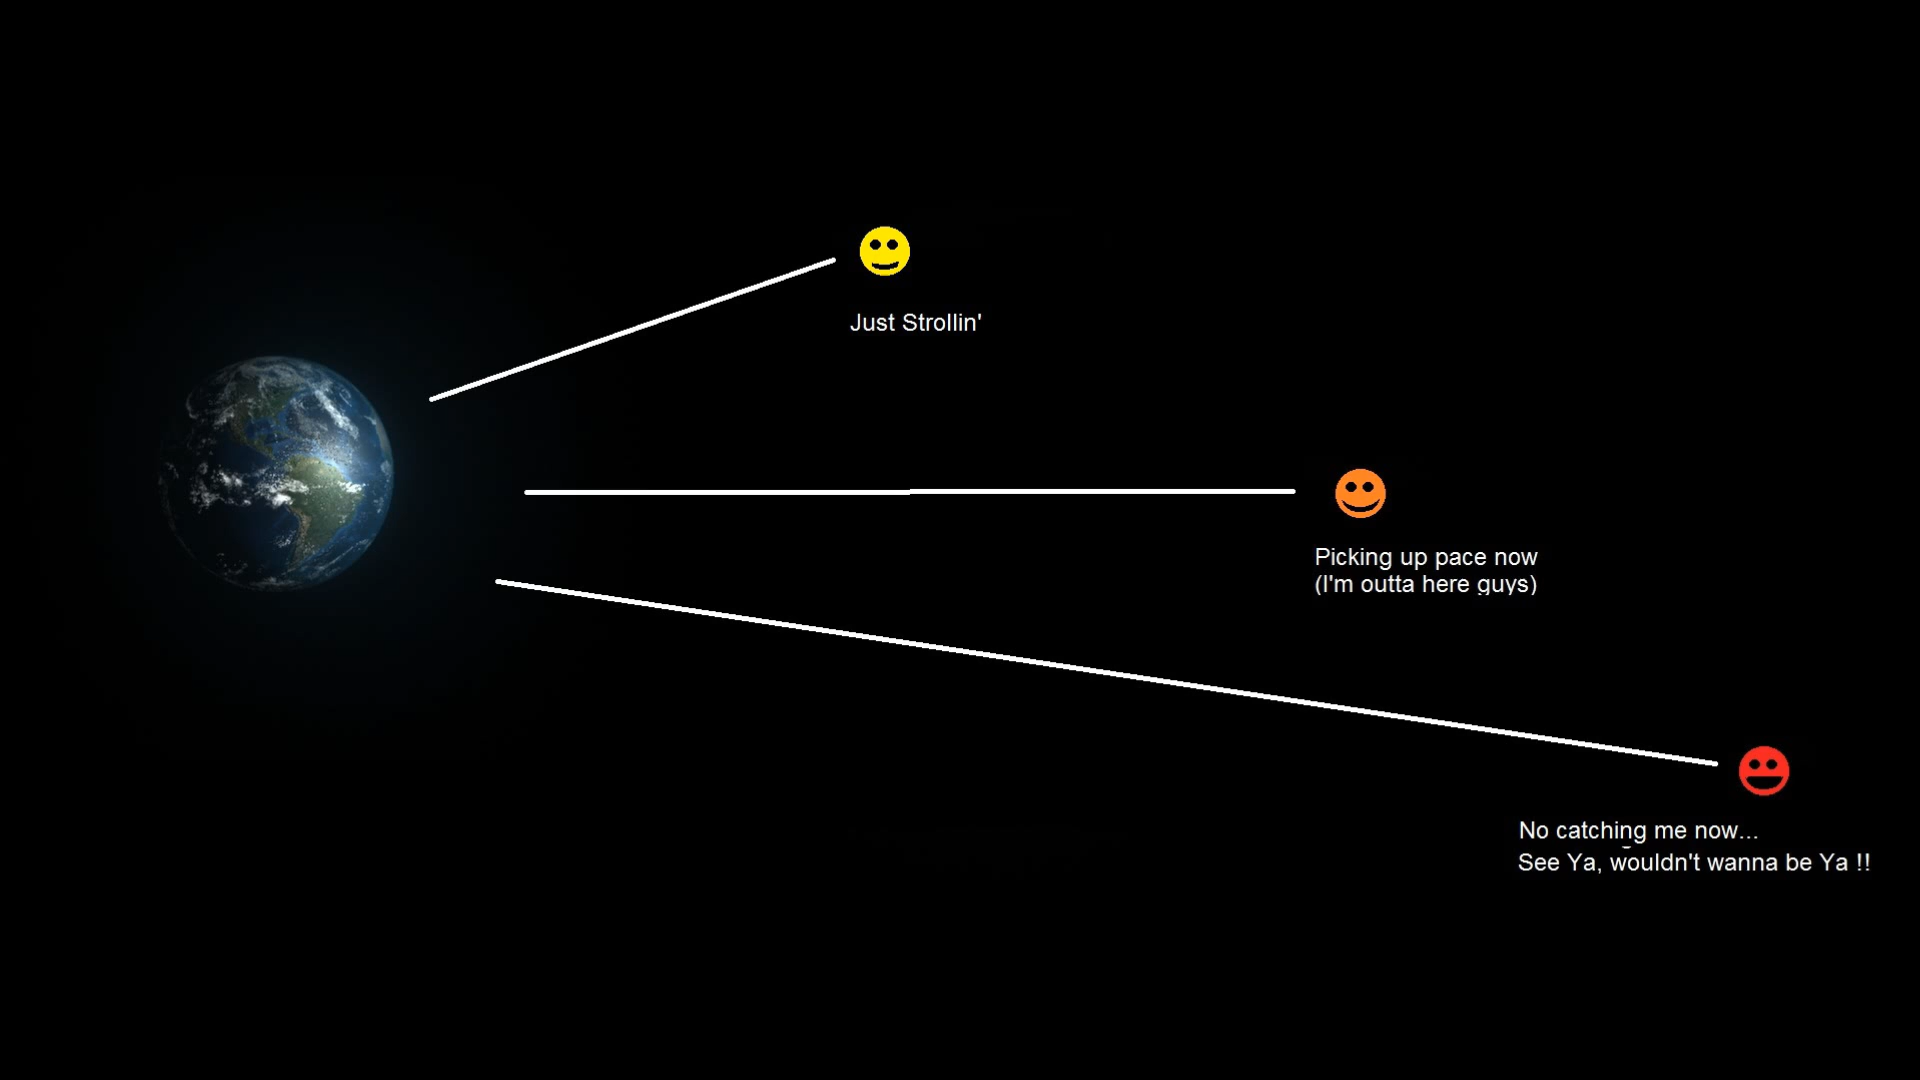 Just Strollin'
Picking up pace now
(I'm outta here guys)
No catching me now...
See Ya, wouldn't wanna be Ya !!